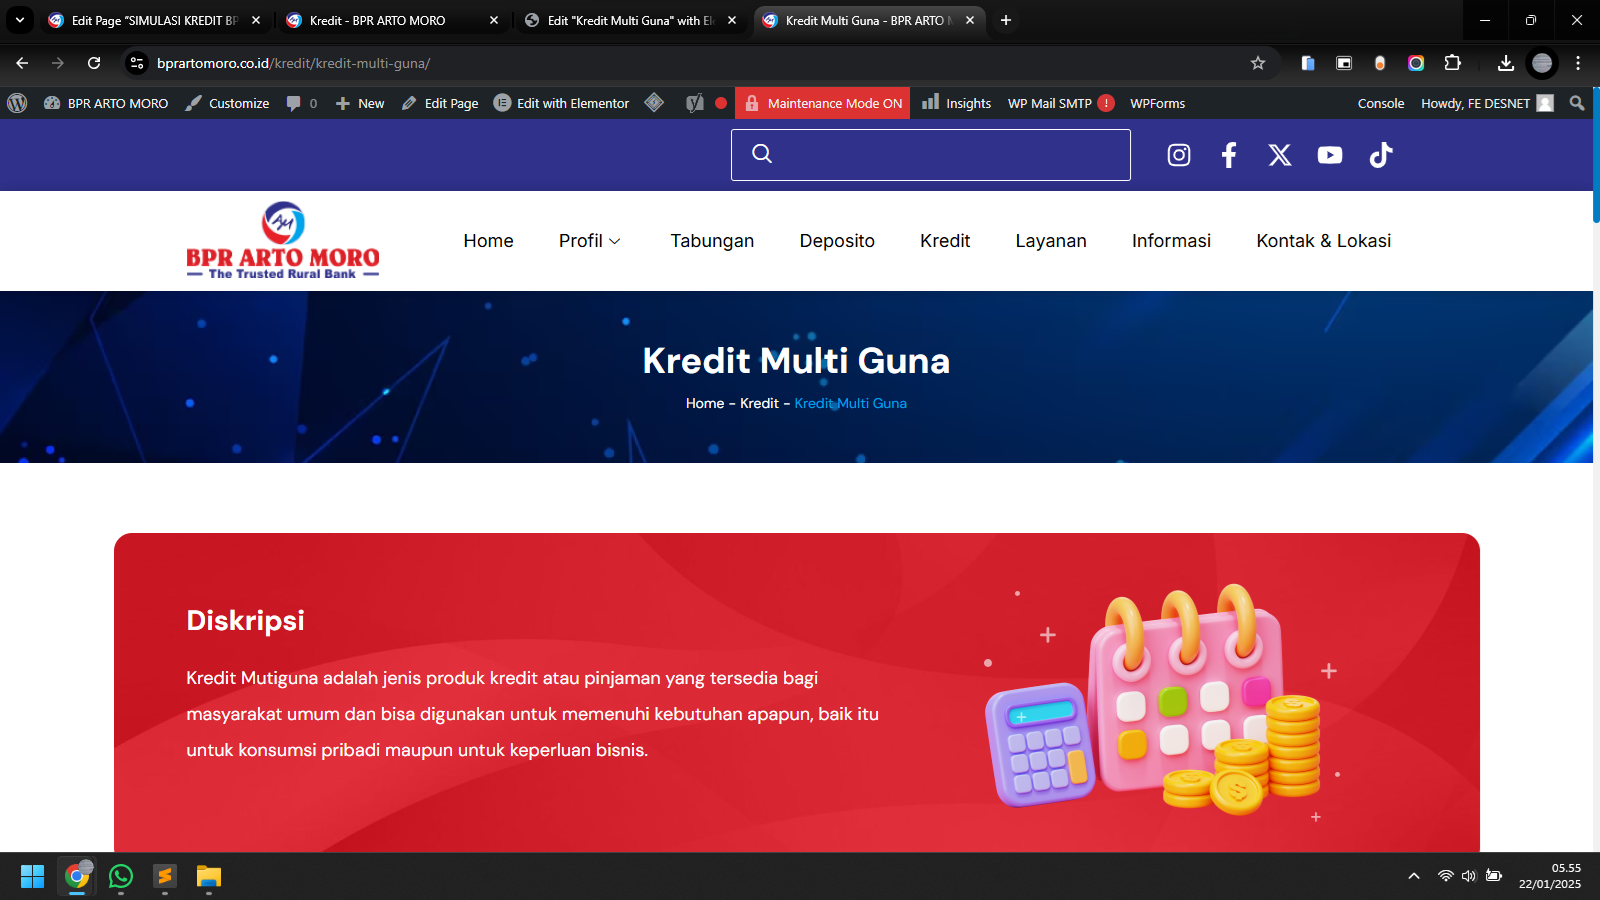 Edit Page “SIMULASI KREDIT BP
Kredit - BPR ARTO MORO
Edit "Kredit Multi Guna" with Ele
Kredit Multi Guna - BPR ARTO M
bprartomoro.co.id/kredit/kredit-multi-guna/
BPR ARTO MORO
Customize
0
New
Edit Page
Edit with Elementor
Maintenance Mode ON
Insights
WP Mail SMTP !
WPForms
Console
Howdy, FE DESNET
BPR ARTO MORO
The Trusted Rural Bank
Home
Profil
Tabungan
Deposito
Kredit
Layanan
Informasi
Kontak & Lokasi
Kredit Multi Guna
Home - Kredit - Kredit Multi Guna
Diskripsi
Kredit Mutiguna adalah jenis produk kredit atau pinjaman yang tersedia bagi
masyarakat umum dan bisa digunakan untuk memenuhi kebutuhan apapun, baik itu
untuk konsumsi pribadi maupun untuk keperluan bisnis.
05.55
22/01/2025